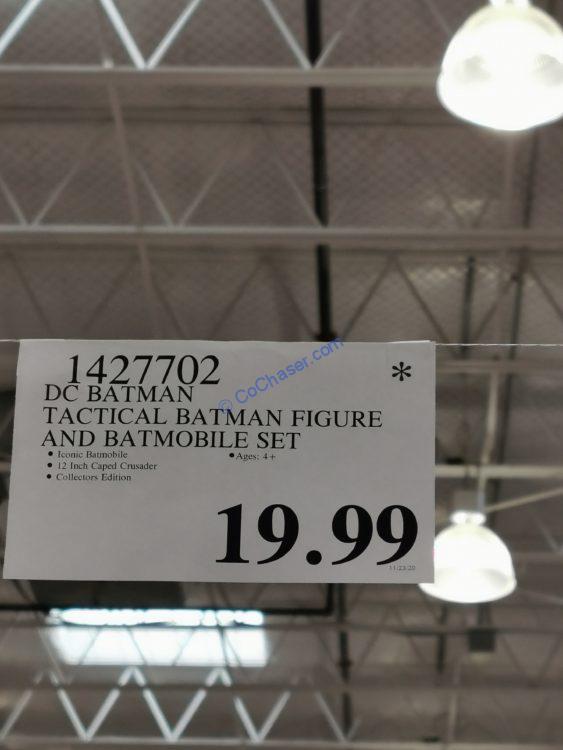 1427702
*
DC BATMAN
TACTICAL BATMAN FIGURE
AND BATMOBILE SET
• Iconic Batmobile • Ages: 4+
• 12 Inch Caped Crusader
• Collectors Edition
19.99
11/23/20
© CoChaser.com